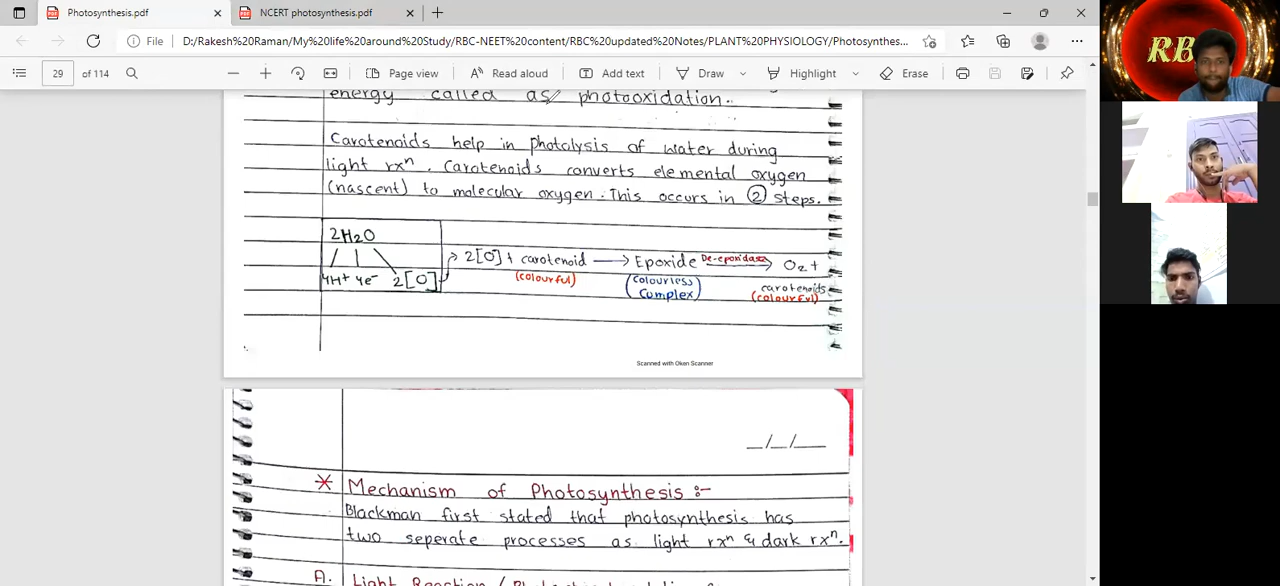 Photosynthesis.pdf
NCERT photosynthesis.pdf
File D:/Rakesh%20Raman/My%20life%20around%20Study/RBC-NEET%20content/RBC%20updated%20Notes/PLANT%20PHYSIOLOGY/Photosynthes...
29 of 114 Page view Read aloud Add text Draw Highlight Erase
energy called as photooxidation.
Carotenoids help in photolysis of water during
light rxⁿ. Carotenoids converts elemental oxygen
(nascent) to molecular oxygen. This occurs in ② steps.
2H₂O
4H⁺ 4e⁻ 2[O]
2[O] + carotenoid → Epoxide De-epoxidase → O₂ +
(colourful) (colourless carotenoids
complex) (colourful)
Scanned with Oken Scanner
_/_/_
* Mechanism of Photosynthesis :-
Blackman first stated that photosynthesis has
two seperate processes as light rxⁿ & dark rxⁿ.
A. Light Reaction /
RB